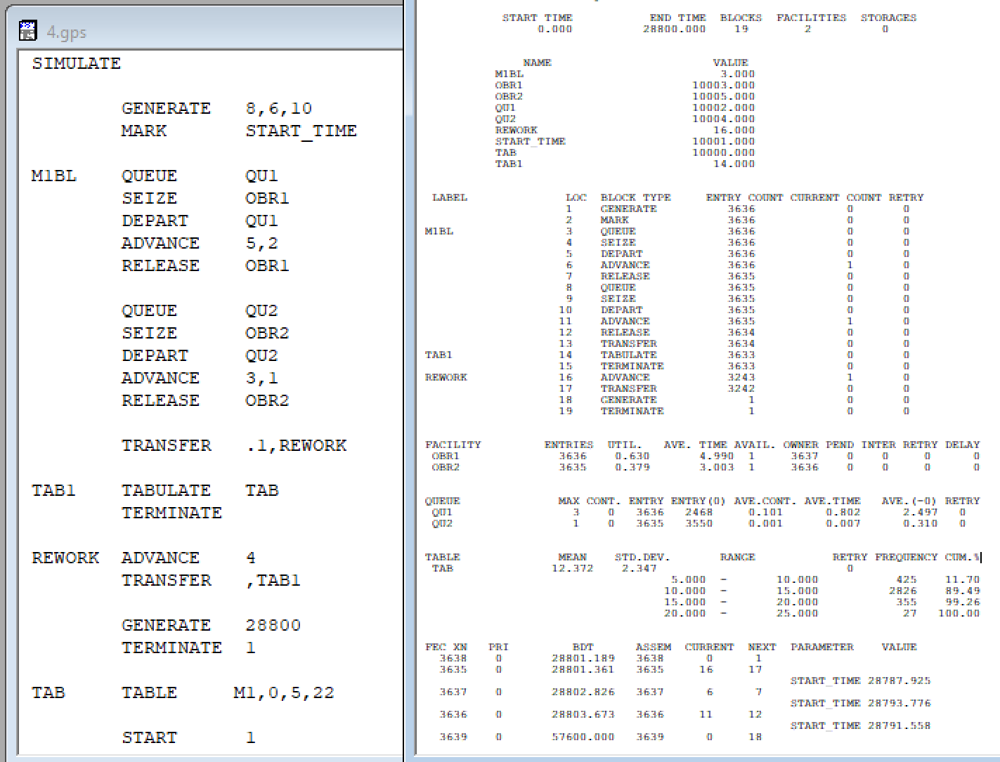 4.gps
SIMULATE
GENERATE 8,6,10
MARK START_TIME
M1BL QUEUE QU1
SEIZE OBR1
DEPART QU1
ADVANCE 5,2
RELEASE OBR1
QUEUE QU2
SEIZE OBR2
DEPART QU2
ADVANCE 3,1
RELEASE OBR2
TRANSFER .1,REWORK
TAB1 TABULATE TAB
TERMINATE
REWORK ADVANCE 4
TRANSFER ,TAB1
GENERATE 28800
TERMINATE 1
TAB TABLE M1,0,5,22
START 1
START TIME END TIME BLOCKS FACILITIES STORAGES
0.000 28800.000 19 2 0
NAME VALUE
M1BL 3.000
OBR1 10003.000
OBR2 10005.000
QU1 10002.000
QU2 10004.000
REWORK 16.000
START_TIME 10001.000
TAB 10000.000
TAB1 14.000
LABEL LOC BLOCK TYPE ENTRY COUNT CURRENT COUNT RETRY
1 GENERATE 3636 0 0
2 MARK 3636 0 0
M1BL 3 QUEUE 3636 0 0
4 SEIZE 3636 0 0
5 DEPART 3636 0 0
6 ADVANCE 3636 1 0
7 RELEASE 3635 0 0
8 QUEUE 3635 0 0
9 SEIZE 3635 0 0
10 DEPART 3635 0 0
11 ADVANCE 3635 1 0
12 RELEASE 3634 0 0
13 TRANSFER 3634 0 0
TAB1 14 TABULATE 3633 0 0
15 TERMINATE 3633 0 0
REWORK 16 ADVANCE 3243 1 0
17 TRANSFER 3242 0 0
18 GENERATE 1 0 0
19 TERMINATE 1 0 0
FACILITY ENTRIES UTIL. AVE. TIME AVAIL. OWNER PEND INTER RETRY DELAY
OBR1 3636 0.630 4.990 1 3637 0 0 0 0
OBR2 3635 0.379 3.003 1 3636 0 0 0 0
QUEUE MAX CONT. ENTRY ENTRY(0) AVE.CONT. AVE.TIME AVE.(-0) RETRY
QU1 3 0 3636 2468 0.101 0.802 2.497 0
QU2 1 0 3635 3550 0.001 0.007 0.310 0
TABLE MEAN STD.DEV. RANGE RETRY FREQUENCY CUM.%
TAB 12.372 2.347 0
5.000 - 10.000 425 11.70
10.000 - 15.000 2826 89.49
15.000 - 20.000 355 99.26
20.000 - 25.000 27 100.00
FEC XN PRI BDT ASSEM CURRENT NEXT PARAMETER VALUE
3638 0 28801.189 3638 0 1
3635 0 28801.361 3635 16 17
START_TIME 28787.925
3637 0 28802.826 3637 6 7
START_TIME 28793.776
3636 0 28803.673 3636 11 12
START_TIME 28791.558
3639 0 57600.000 3639 0 18